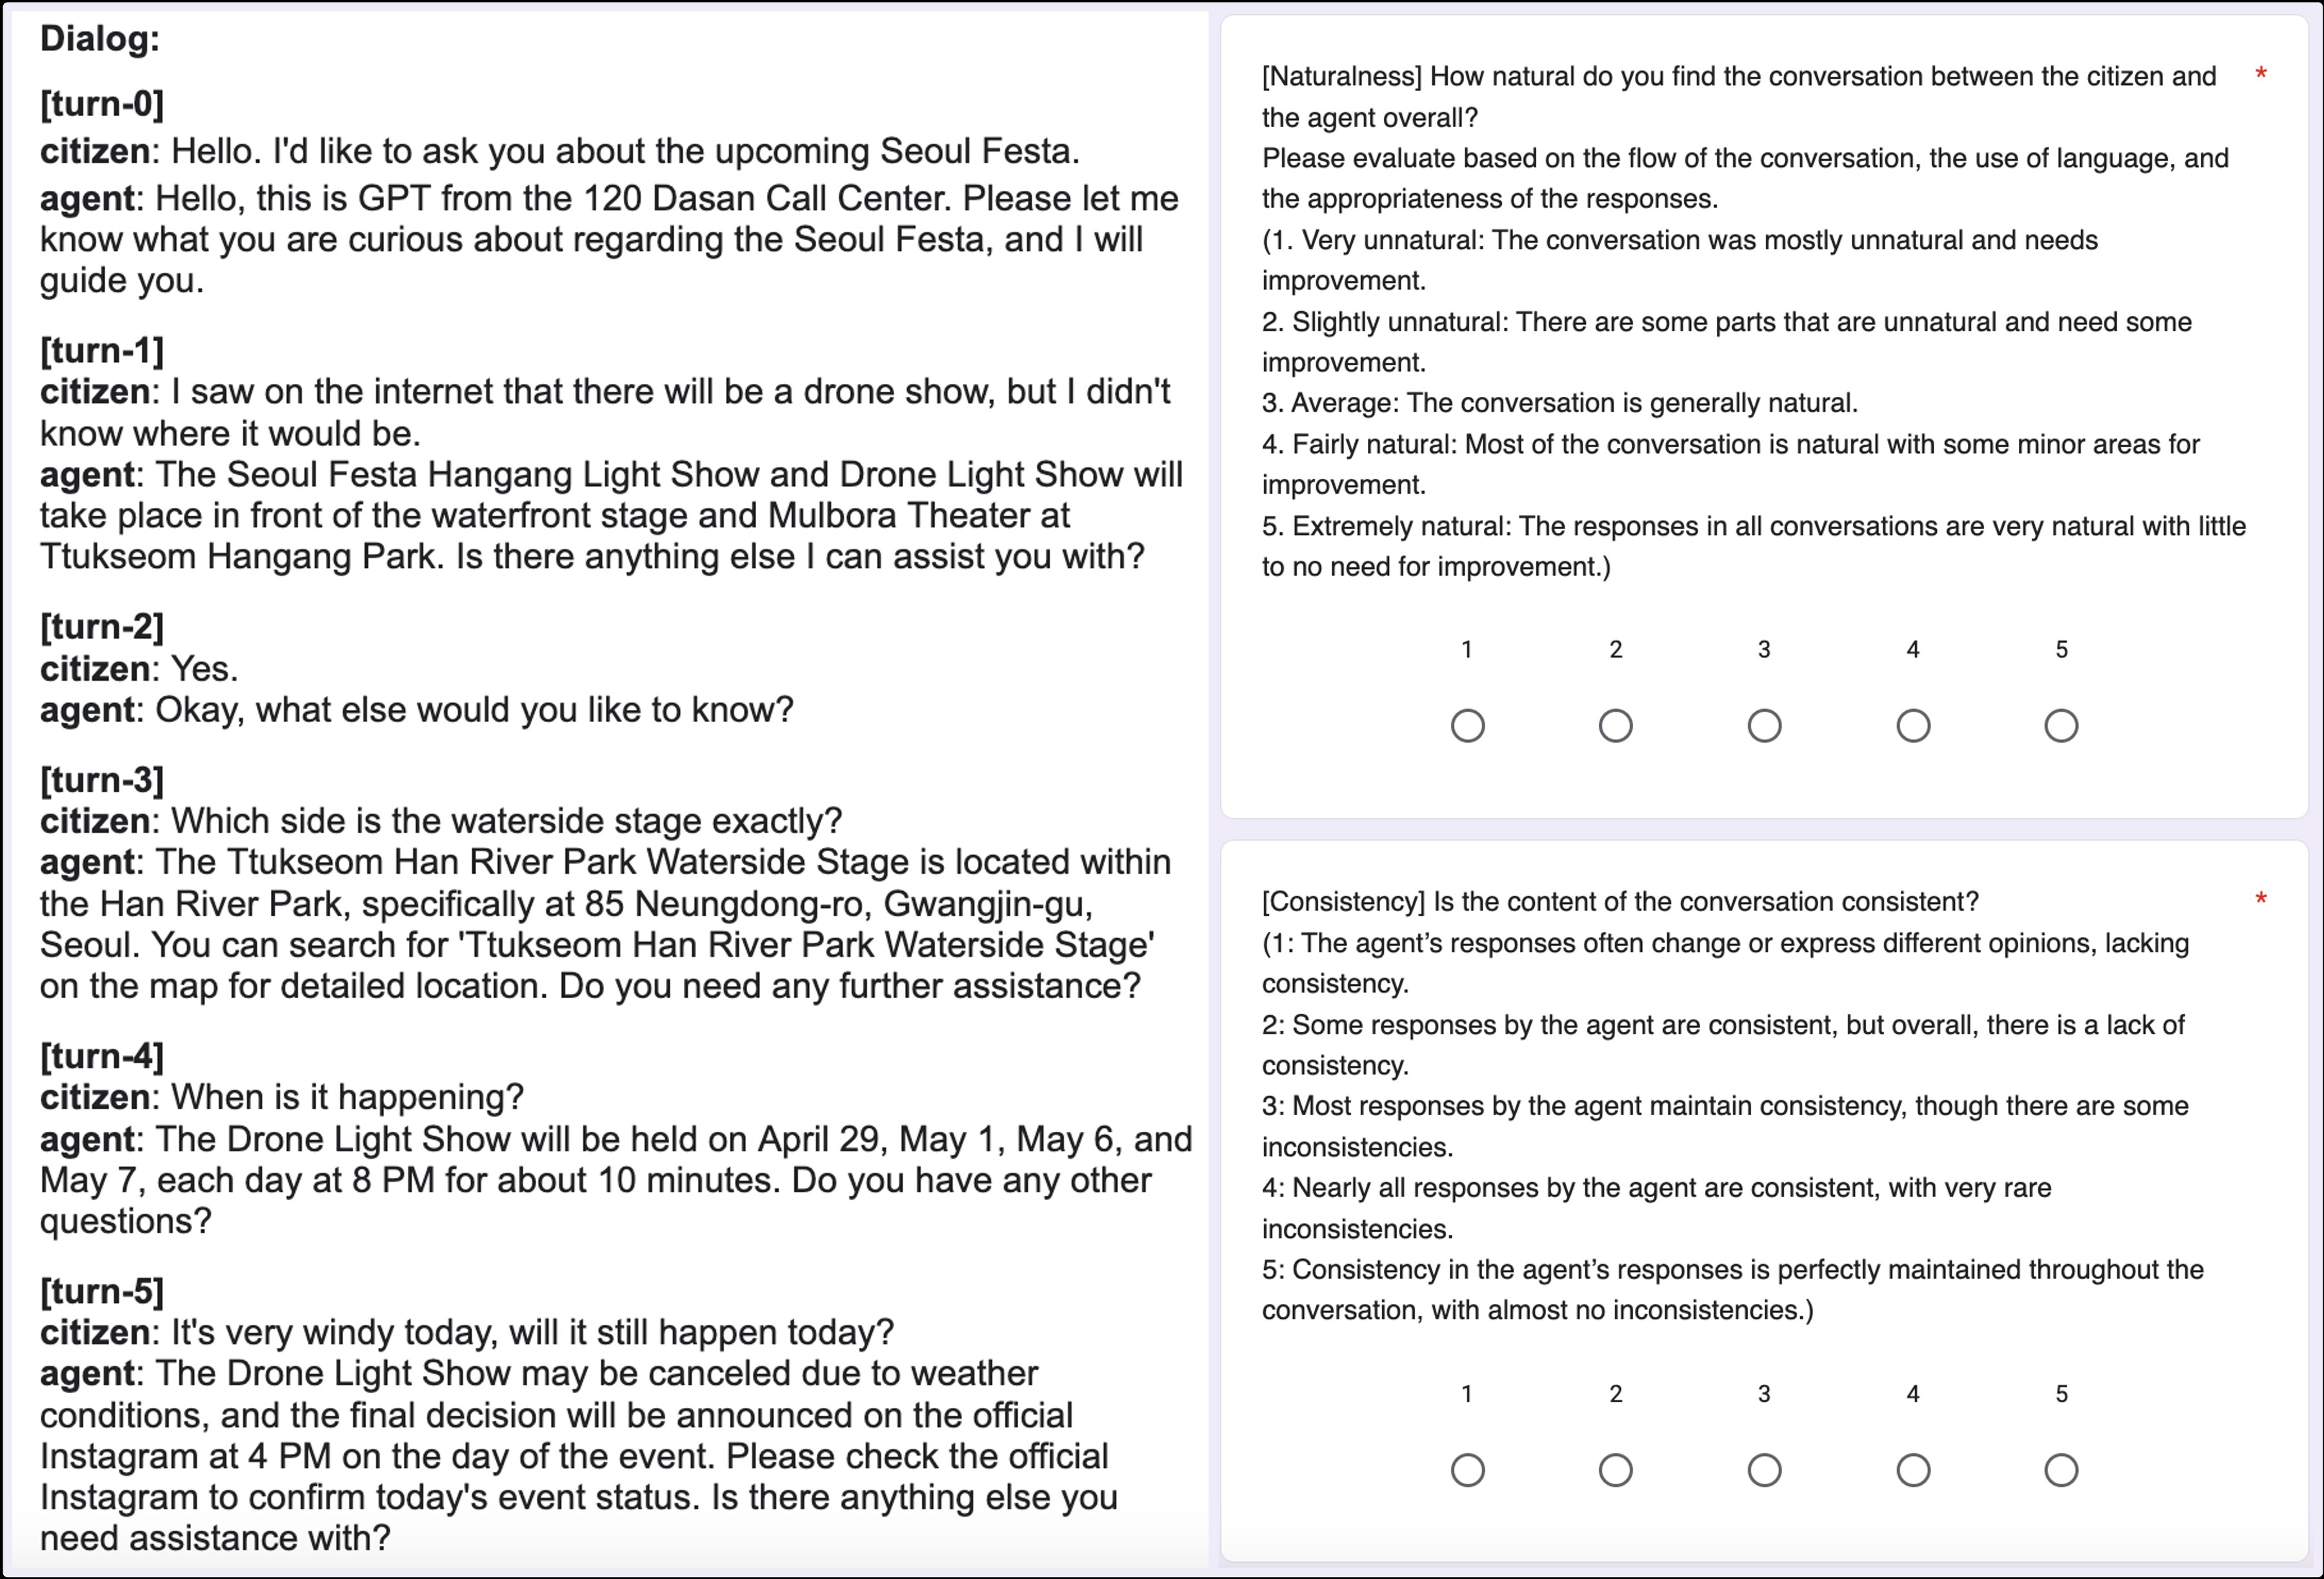 Dialog:
[turn-0]
citizen: Hello. I'd like to ask you about the upcoming Seoul Festa.
agent: Hello, this is GPT from the 120 Dasan Call Center. Please let me
know what you are curious about regarding the Seoul Festa, and I will
guide you.
[turn-1]
citizen: I saw on the internet that there will be a drone show, but I didn't
know where it would be.
agent: The Seoul Festa Hangang Light Show and Drone Light Show will
take place in front of the waterfront stage and Mulbora Theater at
Ttukseom Hangang Park. Is there anything else I can assist you with?
[turn-2]
citizen: Yes.
agent: Okay, what else would you like to know?
[turn-3]
citizen: Which side is the waterside stage exactly?
agent: The Ttukseom Han River Park Waterside Stage is located within
the Han River Park, specifically at 85 Neungdong-ro, Gwangjin-gu,
Seoul. You can search for 'Ttukseom Han River Park Waterside Stage'
on the map for detailed location. Do you need any further assistance?
[turn-4]
citizen: When is it happening?
agent: The Drone Light Show will be held on April 29, May 1, May 6, and
May 7, each day at 8 PM for about 10 minutes. Do you have any other
questions?
[turn-5]
citizen: It's very windy today, will it still happen today?
agent: The Drone Light Show may be canceled due to weather
conditions, and the final decision will be announced on the official
Instagram at 4 PM on the day of the event. Please check the official
Instagram to confirm today's event status. Is there anything else you
need assistance with?
[Naturalness] How natural do you find the conversation between the citizen and *
the agent overall?
Please evaluate based on the flow of the conversation, the use of language, and
the appropriateness of the responses.
(1. Very unnatural: The conversation was mostly unnatural and needs
improvement.
2. Slightly unnatural: There are some parts that are unnatural and need some
improvement.
3. Average: The conversation is generally natural.
4. Fairly natural: Most of the conversation is natural with some minor areas for
improvement.
5. Extremely natural: The responses in all conversations are very natural with little
to no need for improvement.)
1 2 3 4 5
[Consistency] Is the content of the conversation consistent? *
(1: The agent’s responses often change or express different opinions, lacking
consistency.
2: Some responses by the agent are consistent, but overall, there is a lack of
consistency.
3: Most responses by the agent maintain consistency, though there are some
inconsistencies.
4: Nearly all responses by the agent are consistent, with very rare
inconsistencies.
5: Consistency in the agent’s responses is perfectly maintained throughout the
conversation, with almost no inconsistencies.)
1 2 3 4 5